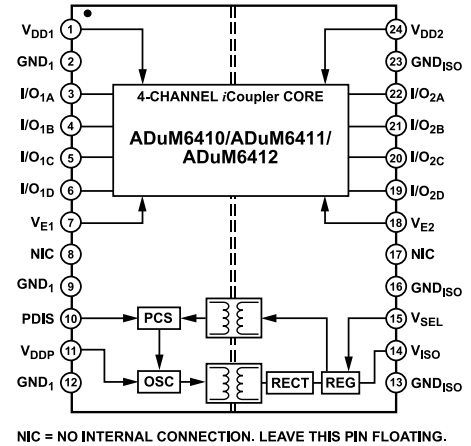 VDD1 1
GND1 2
I/O1A 3
I/O1B 4
I/O1C 5
I/O1D 6
VE1 7
NIC 8
GND1 9
PDIS 10
VDDP 11
GND1 12
4-CHANNEL iCoupler CORE
ADuM6410/ADuM6411/
ADuM6412
PCS
OSC
RECT
REG
24 VDD2
23 GNDISO
22 I/O2A
21 I/O2B
20 I/O2C
19 I/O2D
18 VE2
17 NIC
16 GNDISO
15 VSEL
14 VISO
13 GNDISO
NIC = NO INTERNAL CONNECTION. LEAVE THIS PIN FLOATING.